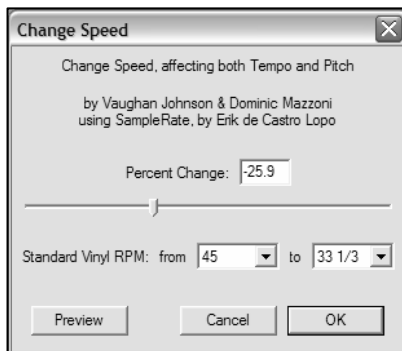 Change Speed
Change Speed, affecting both Tempo and Pitch
by Vaughan Johnson & Dominic Mazzoni
using SampleRate, by Erik de Castro Lopo
Percent Change: -25.9
Standard Vinyl RPM: from 45 to 33 1/3
Preview Cancel OK